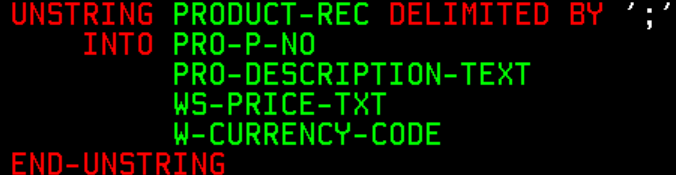 UNSTRING PRODUCT-REC DELIMITED BY ';'
INTO PRO-P-NO
PRO-DESCRIPTION-TEXT
WS-PRICE-TXT
W-CURRENCY-CODE
END-UNSTRING